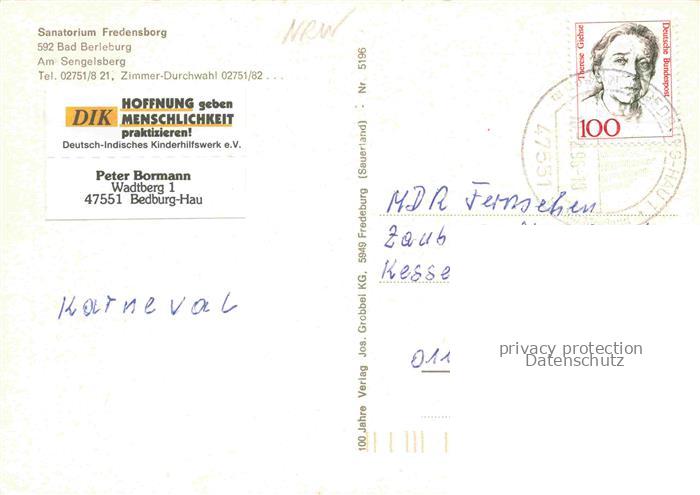 Sanatorium Fredensborg
592 Bad Berleburg
Am Sengelsberg
Tel. 02751/8 21, Zimmer-Durchwahl 02751/82 . . .
NRW
DIK HOFFNUNG geben
MENSCHLICHKEIT
praktizieren!
Deutsch-Indisches Kinderhilfswerk e.V.
Peter Bormann
Wadtberg 1
47551 Bedburg-Hau
Karneval
100 Jahre Verlag Jos. Grobbel KG, 5949 Fredeburg (Sauerland) : Nr. 5196
Therese Giehse
Deutsche Bundespost
100
47551
MDR Fernsehen
Zaub
Kesse
011
privacy protection
Datenschutz